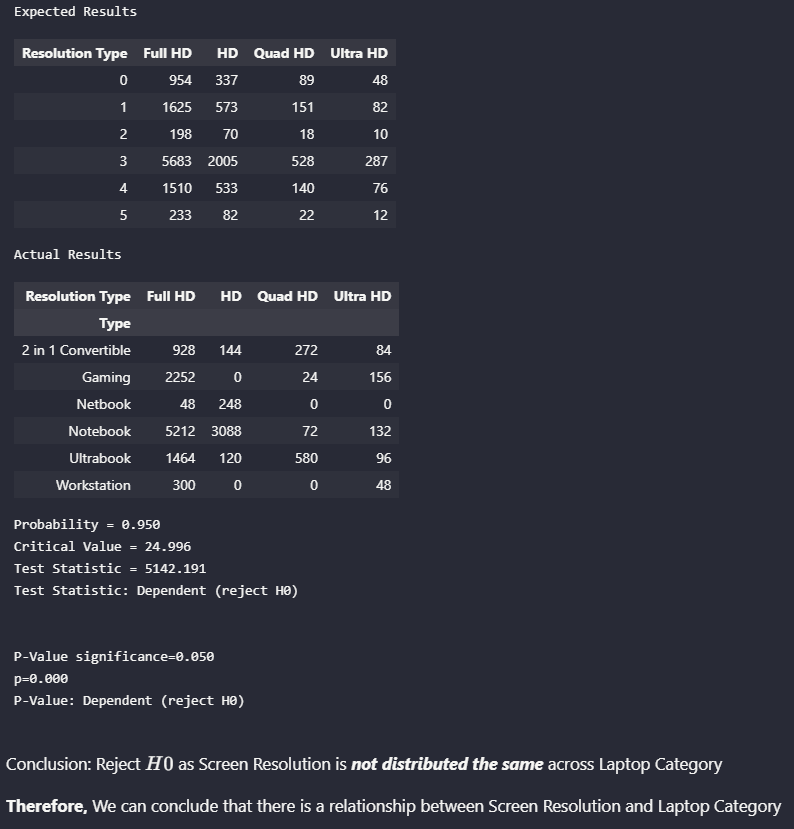 Expected Results
Resolution Type Full HD HD Quad HD Ultra HD
0 954 337 89 48
1 1625 573 151 82
2 198 70 18 10
3 5683 2005 528 287
4 1510 533 140 76
5 233 82 22 12
Actual Results
Resolution Type Full HD HD Quad HD Ultra HD
Type
2 in 1 Convertible 928 144 272 84
Gaming 2252 0 24 156
Netbook 48 248 0 0
Notebook 5212 3088 72 132
Ultrabook 1464 120 580 96
Workstation 300 0 0 48
Probability = 0.950
Critical Value = 24.996
Test Statistic = 5142.191
Test Statistic: Dependent (reject H0)
P-Value significance=0.050
p=0.000
P-Value: Dependent (reject H0)
Conclusion: Reject H0 as Screen Resolution is not distributed the same across Laptop Category
Therefore, We can conclude that there is a relationship between Screen Resolution and Laptop Category